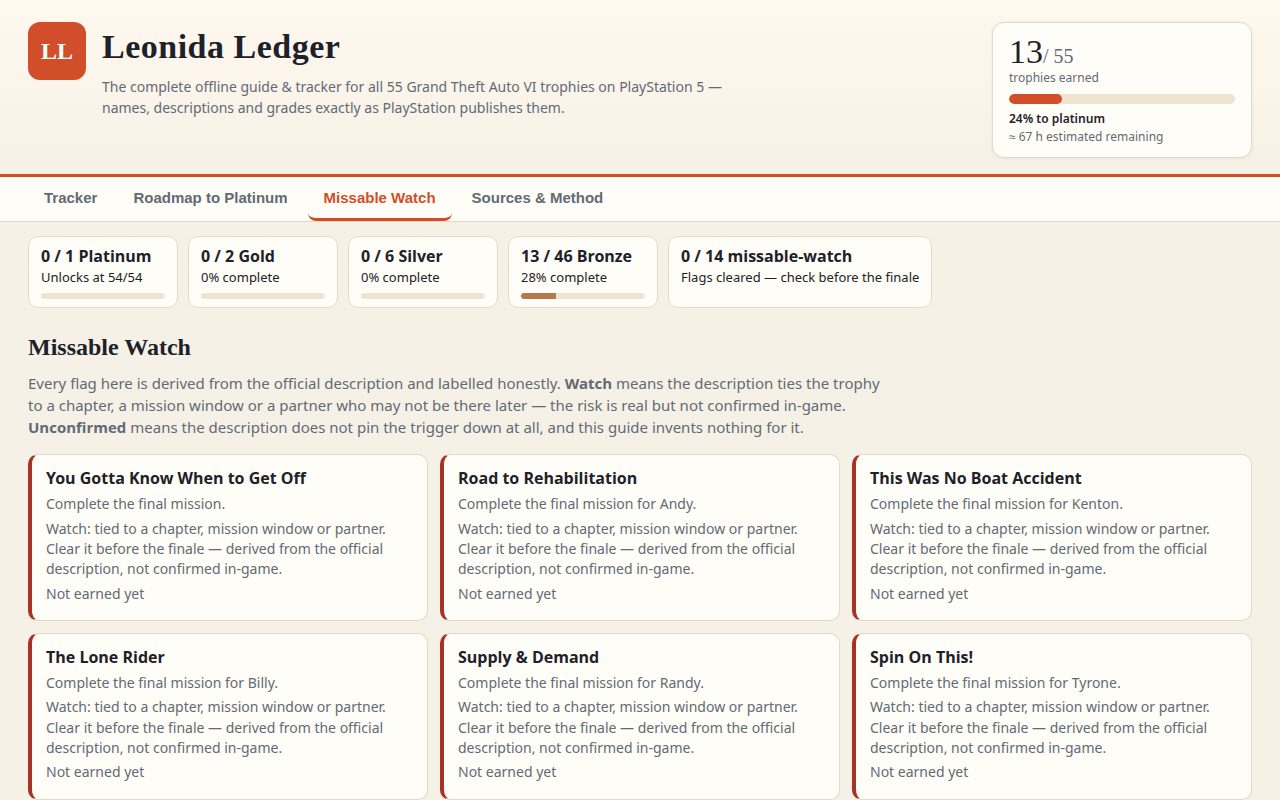 LL
Leonida Ledger
The complete offline guide & tracker for all 55 Grand Theft Auto VI trophies on PlayStation 5 —
names, descriptions and grades exactly as PlayStation publishes them.
13/ 55
trophies earned
24% to platinum
≈ 67 h estimated remaining
Tracker
Roadmap to Platinum
Missable Watch
Sources & Method
0 / 1 Platinum
Unlocks at 54/54
0 / 2 Gold
0% complete
0 / 6 Silver
0% complete
13 / 46 Bronze
28% complete
0 / 14 missable-watch
Flags cleared — check before the finale
Missable Watch
Every flag here is derived from the official description and labelled honestly. Watch means the description ties the trophy
to a chapter, a mission window or a partner who may not be there later — the risk is real but not confirmed in-game.
Unconfirmed means the description does not pin the trigger down at all, and this guide invents nothing for it.
You Gotta Know When to Get Off
Complete the final mission.
Watch: tied to a chapter, mission window or partner.
Clear it before the finale — derived from the official
description, not confirmed in-game.
Not earned yet
Road to Rehabilitation
Complete the final mission for Andy.
Watch: tied to a chapter, mission window or partner.
Clear it before the finale — derived from the official
description, not confirmed in-game.
Not earned yet
This Was No Boat Accident
Complete the final mission for Kenton.
Watch: tied to a chapter, mission window or partner.
Clear it before the finale — derived from the official
description, not confirmed in-game.
Not earned yet
The Lone Rider
Complete the final mission for Billy.
Watch: tied to a chapter, mission window or partner.
Clear it before the finale — derived from the official
description, not confirmed in-game.
Not earned yet
Supply & Demand
Complete the final mission for Randy.
Watch: tied to a chapter, mission window or partner.
Clear it before the finale — derived from the official
description, not confirmed in-game.
Not earned yet
Spin On This!
Complete the final mission for Tyrone.
Watch: tied to a chapter, mission window or partner.
Clear it before the finale — derived from the official
description, not confirmed in-game.
Not earned yet